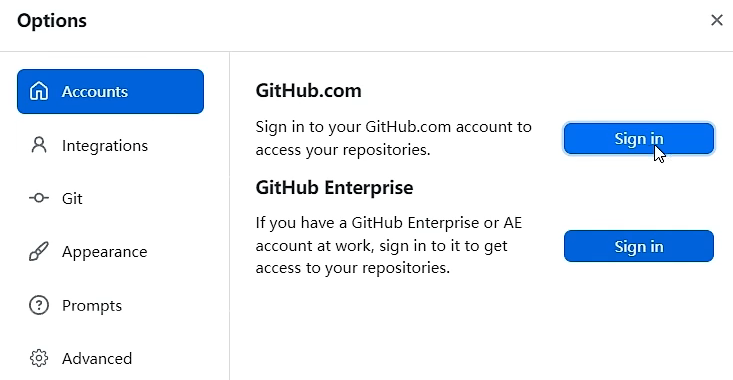 Options
Accounts
Integrations
Git
Appearance
Prompts
Advanced
GitHub.com
Sign in to your GitHub.com account to
access your repositories.
Sign in
GitHub Enterprise
If you have a GitHub Enterprise or AE
account at work, sign in to it to get
access to your repositories.
Sign in